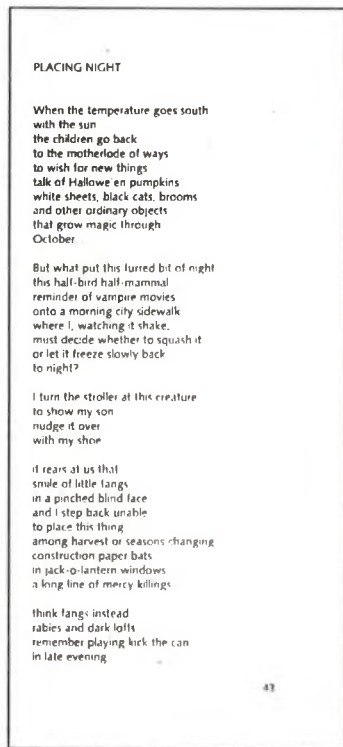 PLACING NIGHT
When the temperature goes south
with the sun
the children go back
to the motherlode of ways
to wish for new things
talk of Hallowe'en pumpkins
white sheets, black cats, brooms
and other ordinary objects
that grow magic through
October
But what put this furred bit of night
this half-bird half-mammal
reminder of vampire movies
onto a morning city sidewalk
where I, watching it shake,
must decide whether to squash it
or let it freeze slowly back
to night?
I turn the stroller at this creature
to show my son
nudge it over
with my shoe
it rears at us that
smile of little fangs
in a pinched blind face
and I step back unable
to place this thing
among harvest or seasons changing
construction paper bats
in jack-o-lantern windows
a long line of mercy killings
think fangs instead
rabies and dark lofts
remember playing kick the can
in late evening